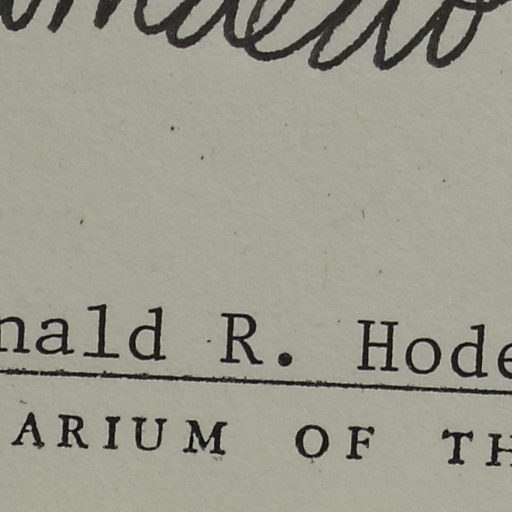 nald R. Hode
ARIUM OF TH